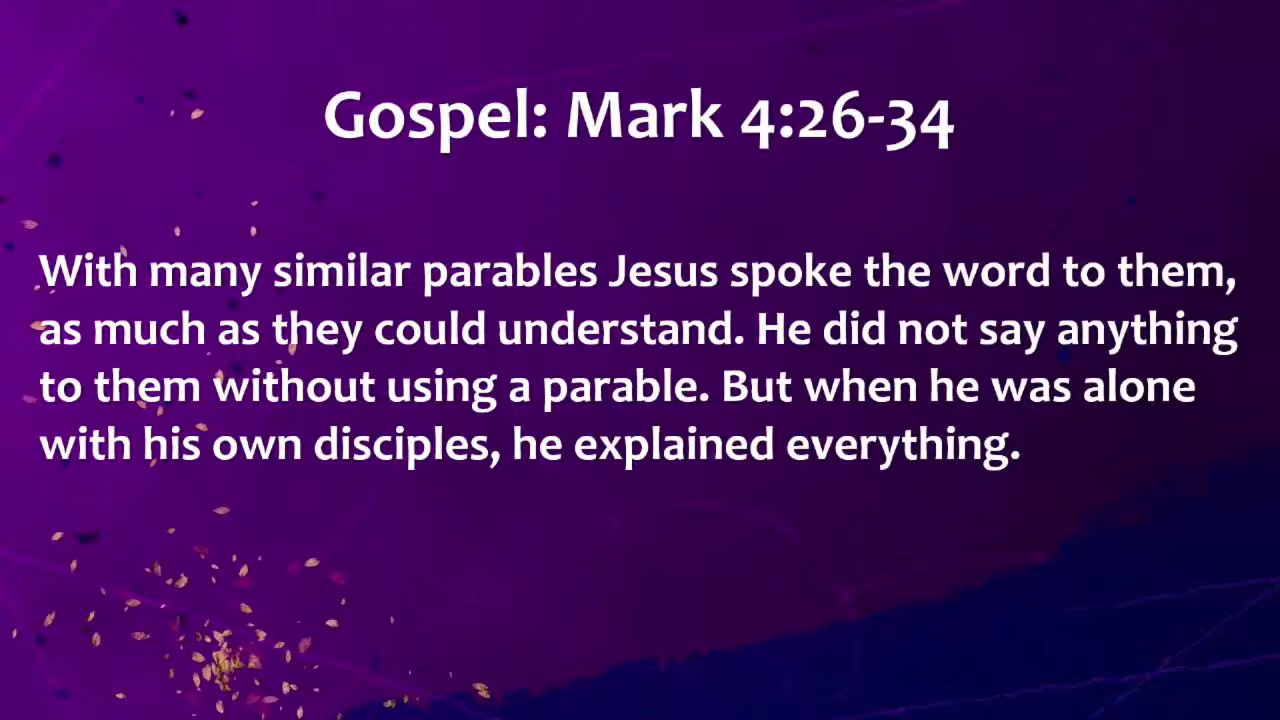 Gospel: Mark 4:26-34
With many similar parables Jesus spoke the word to them,
as much as they could understand. He did not say anything
to them without using a parable. But when he was alone
with his own disciples, he explained everything.